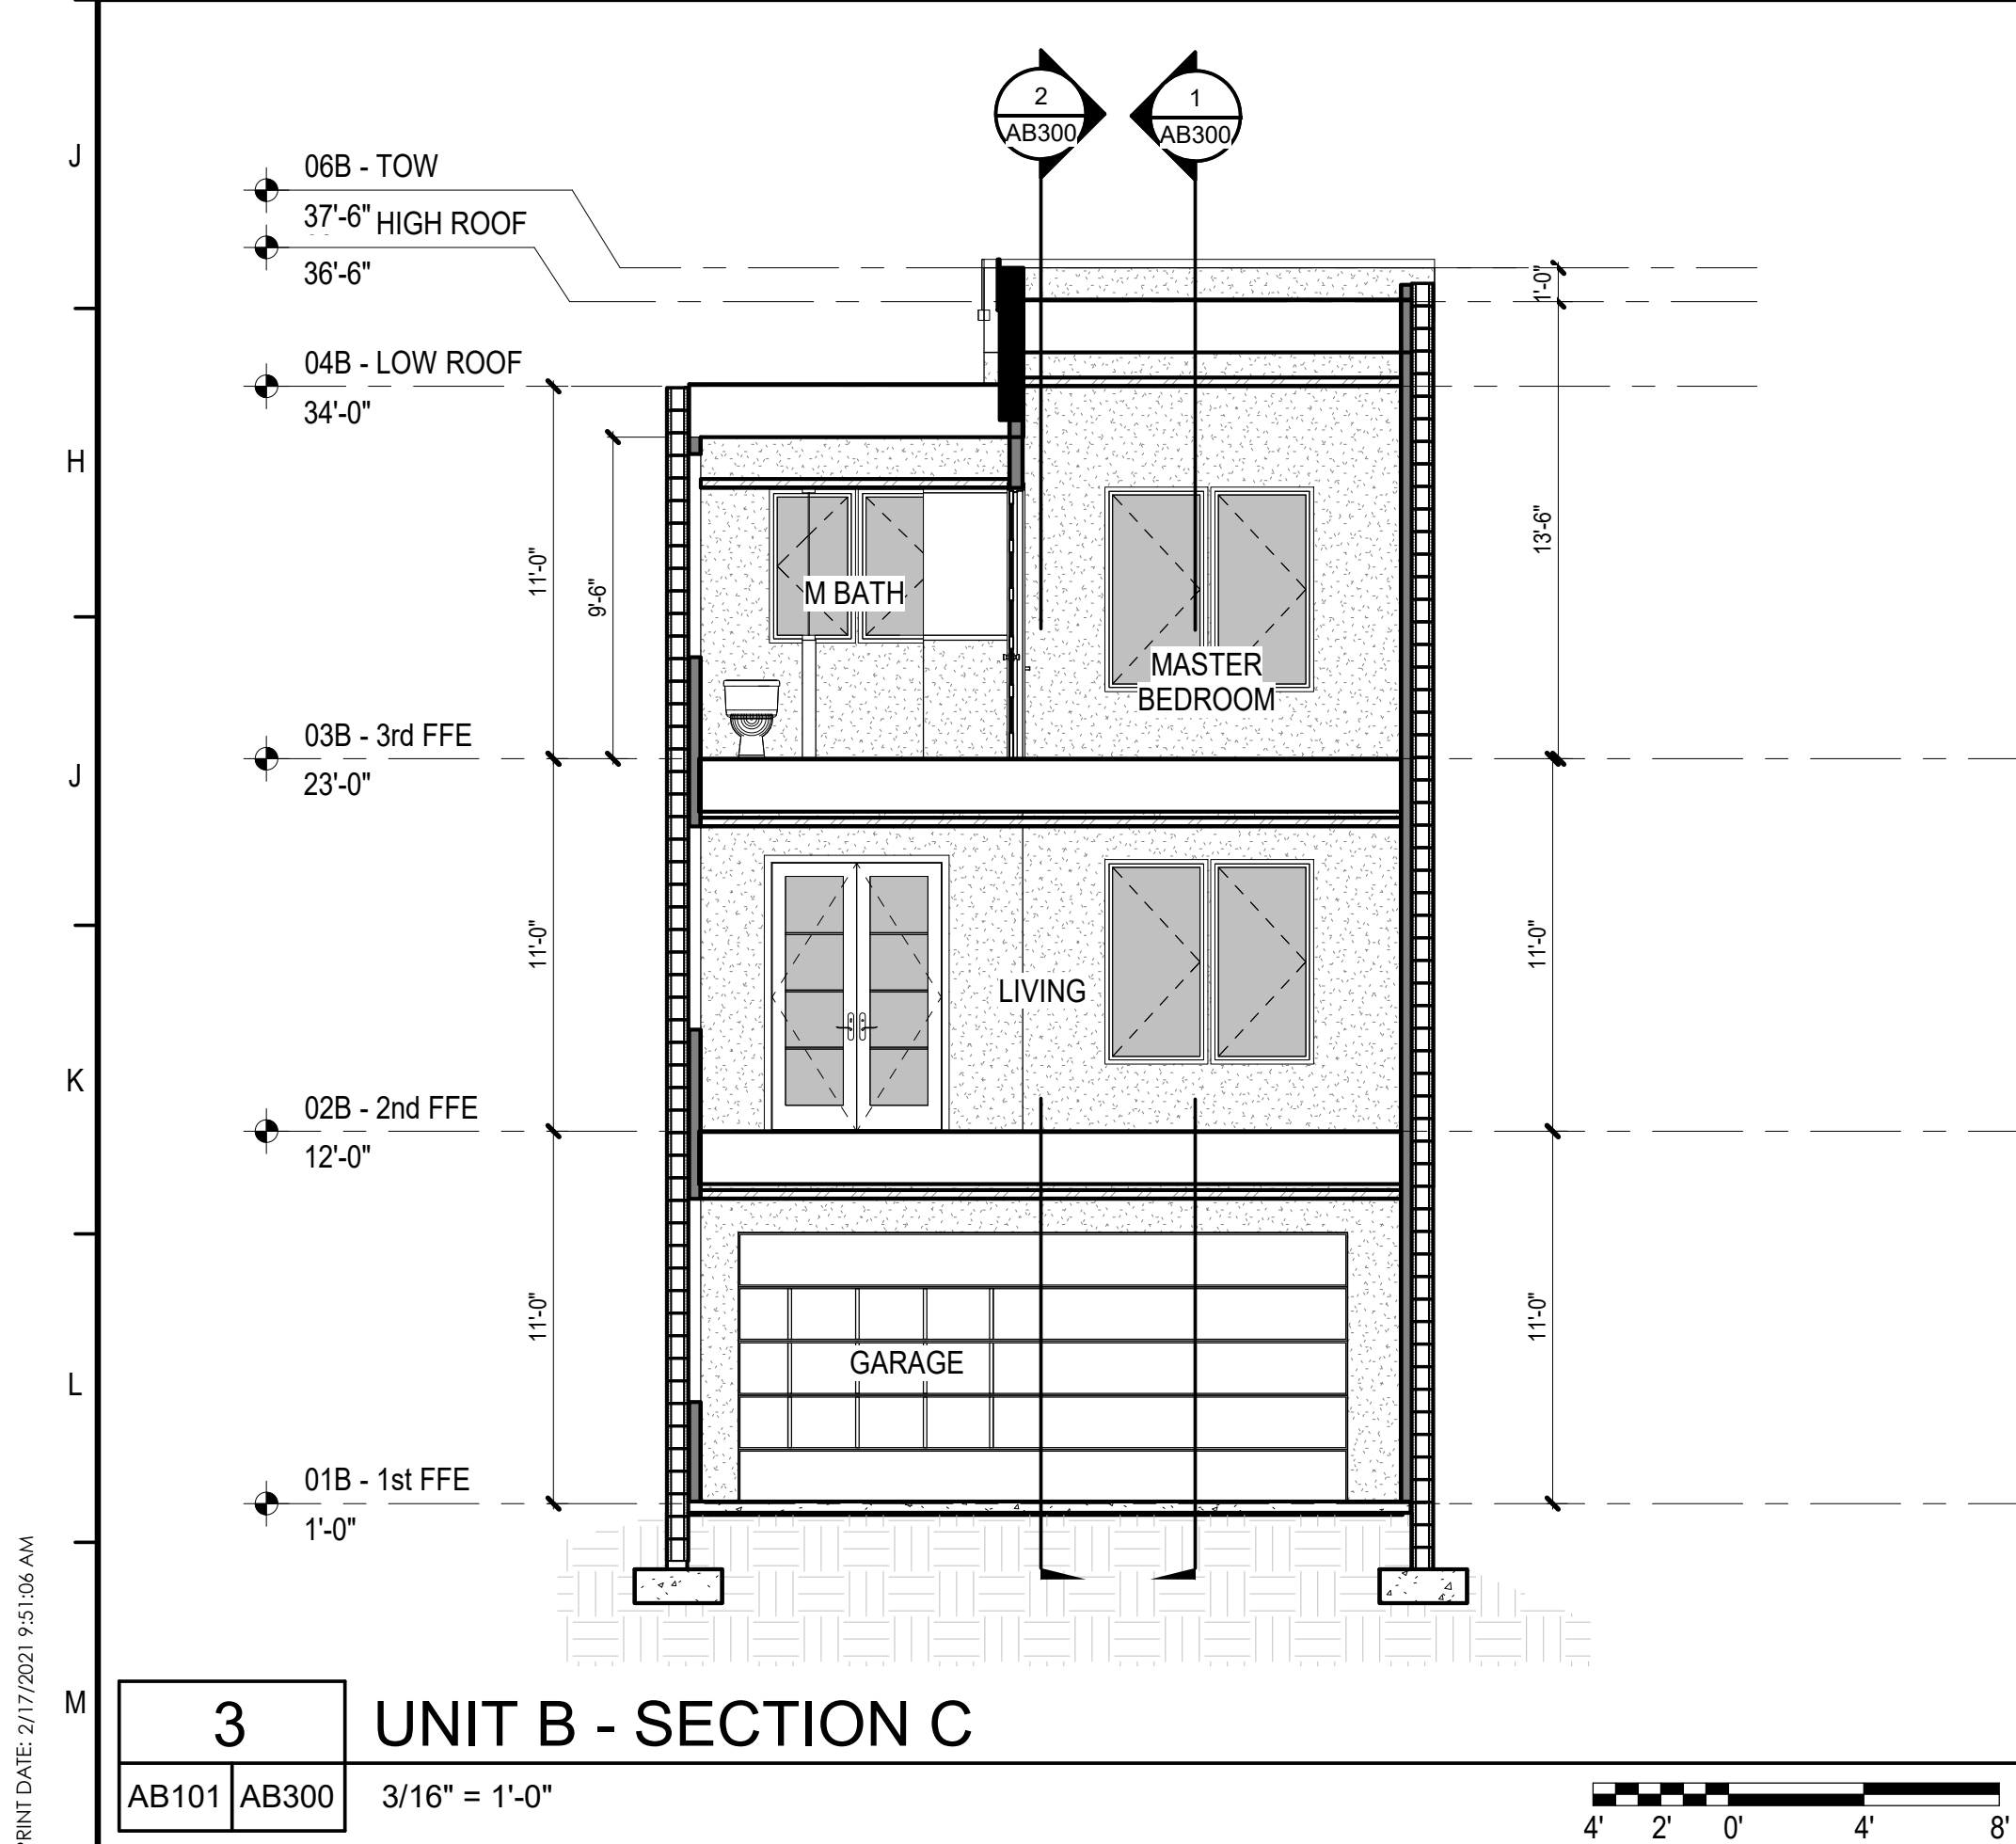 2
AB300
1
AB300
J
06B - TOW
37'-6"
HIGH ROOF
36'-6"
1'-0"
04B - LOW ROOF
34'-0"
H
11'-0"
9'-6"
13'-6"
M BATH
MASTER
BEDROOM
03B - 3rd FFE
J
23'-0"
11'-0"
11'-0"
LIVING
K
02B - 2nd FFE
12'-0"
11'-0"
11'-0"
GARAGE
L
01B - 1st FFE
1'-0"
PRINT DATE: 2/17/2021 9:51:06 AM
M
3
UNIT B - SECTION C
AB101
AB300
3/16" = 1'-0"
4' 2' 0' 4' 8'